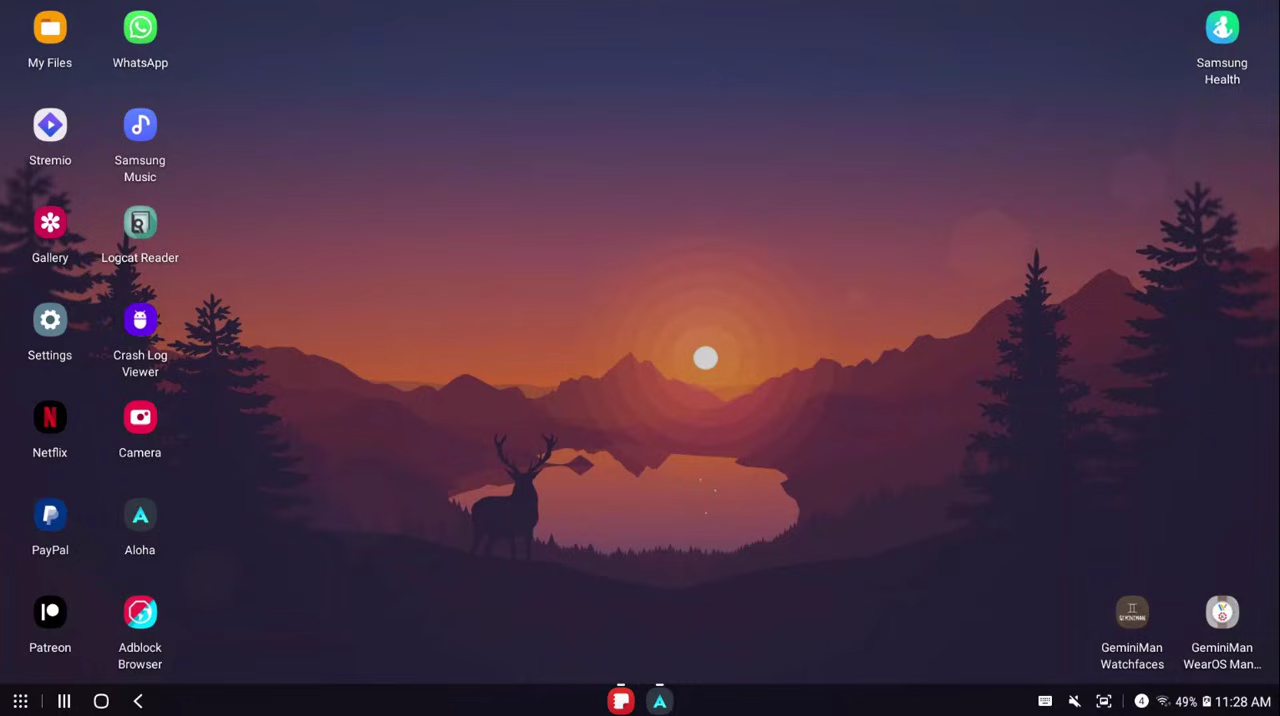 My Files
WhatsApp
Samsung
Health
Stremio
Samsung
Music
Gallery
Logcat Reader
Settings
Crash Log
Viewer
Netflix
Camera
PayPal
Aloha
Patreon
Adblock
Browser
GEMINIMAN
GeminiMan
Watchfaces
GeminiMan
WearOS Man...
4
49%
11:28 AM